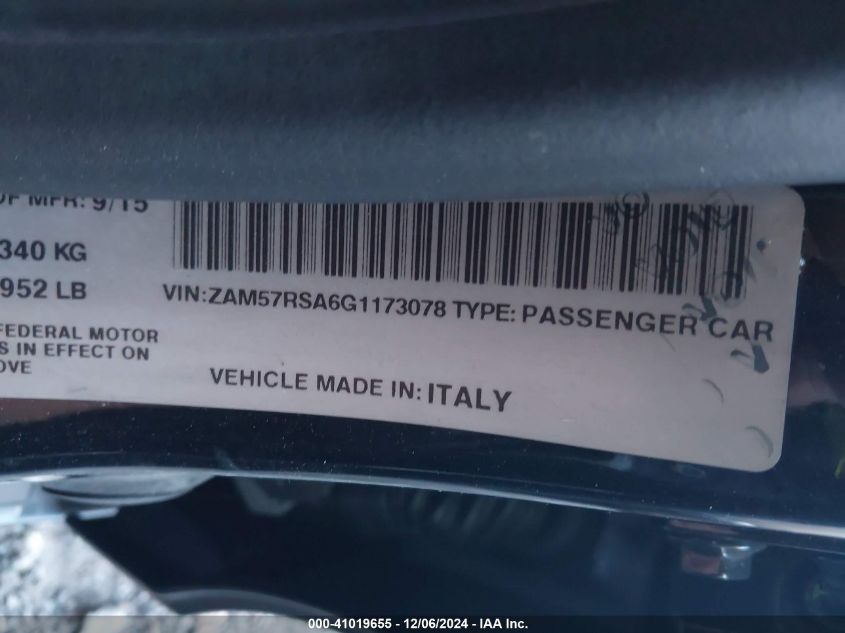 OF MFR: 9/15
340 KG
952 LB
VIN:ZAM57RSA6G1173078 TYPE: PASSENGER CAR
FEDERAL MOTOR
S IN EFFECT ON
OVE
VEHICLE MADE IN: ITALY
000-41019655 - 12/06/2024 - IAA Inc.